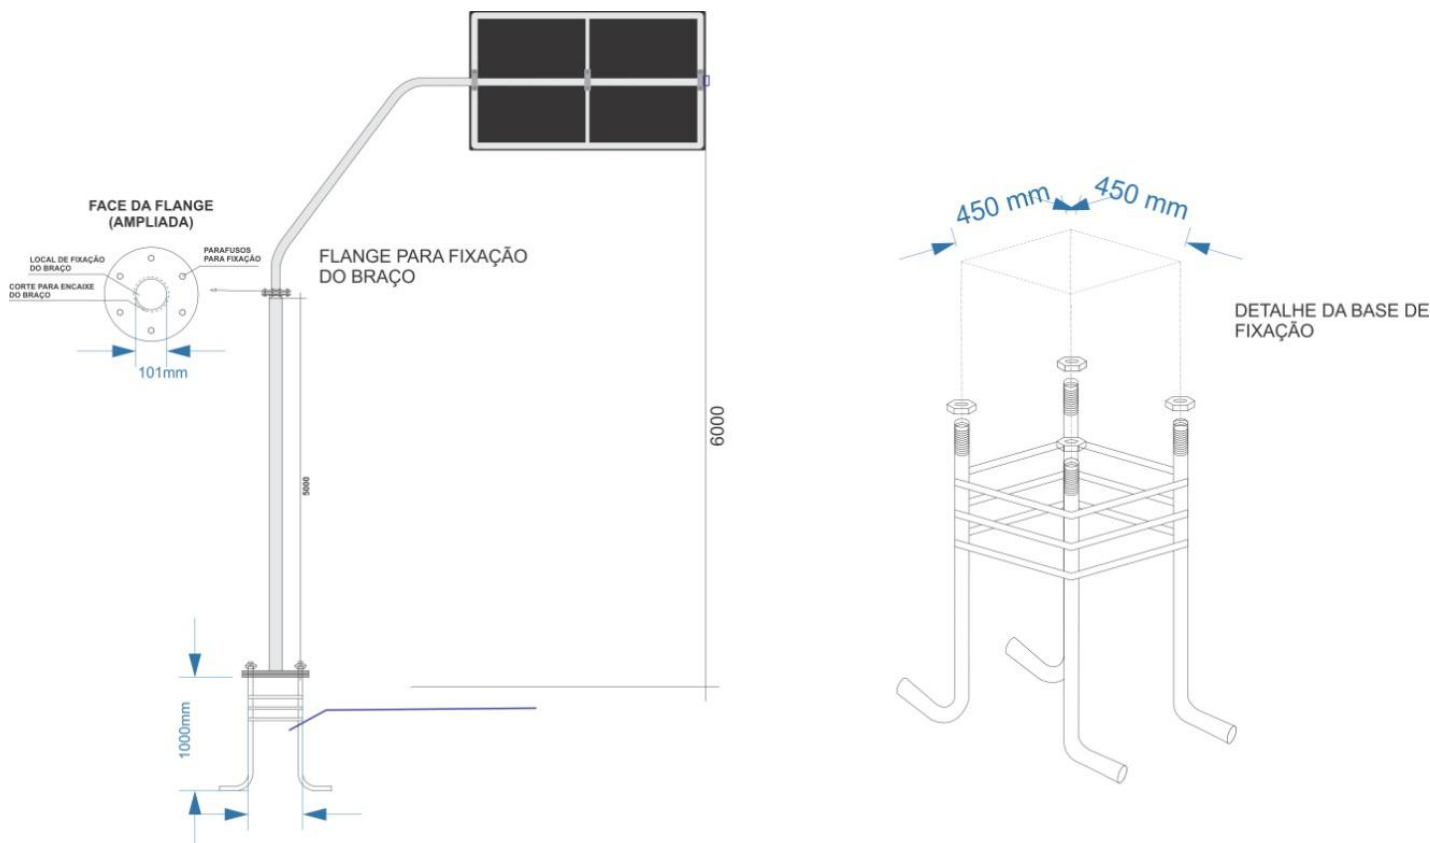 FACE DA FLANGE
(AMPLIADA)
LOCAL DE FIXAÇÃO
DO BRAÇO
PARAFUSOS
PARA FIXAÇÃO
CORTE PARA ENCAIXE
DO BRAÇO
101mm
FLANGE PARA FIXAÇÃO
DO BRAÇO
5000
6000
1000mm
450 mm
450 mm
DETALHE DA BASE DE
FIXAÇÃO